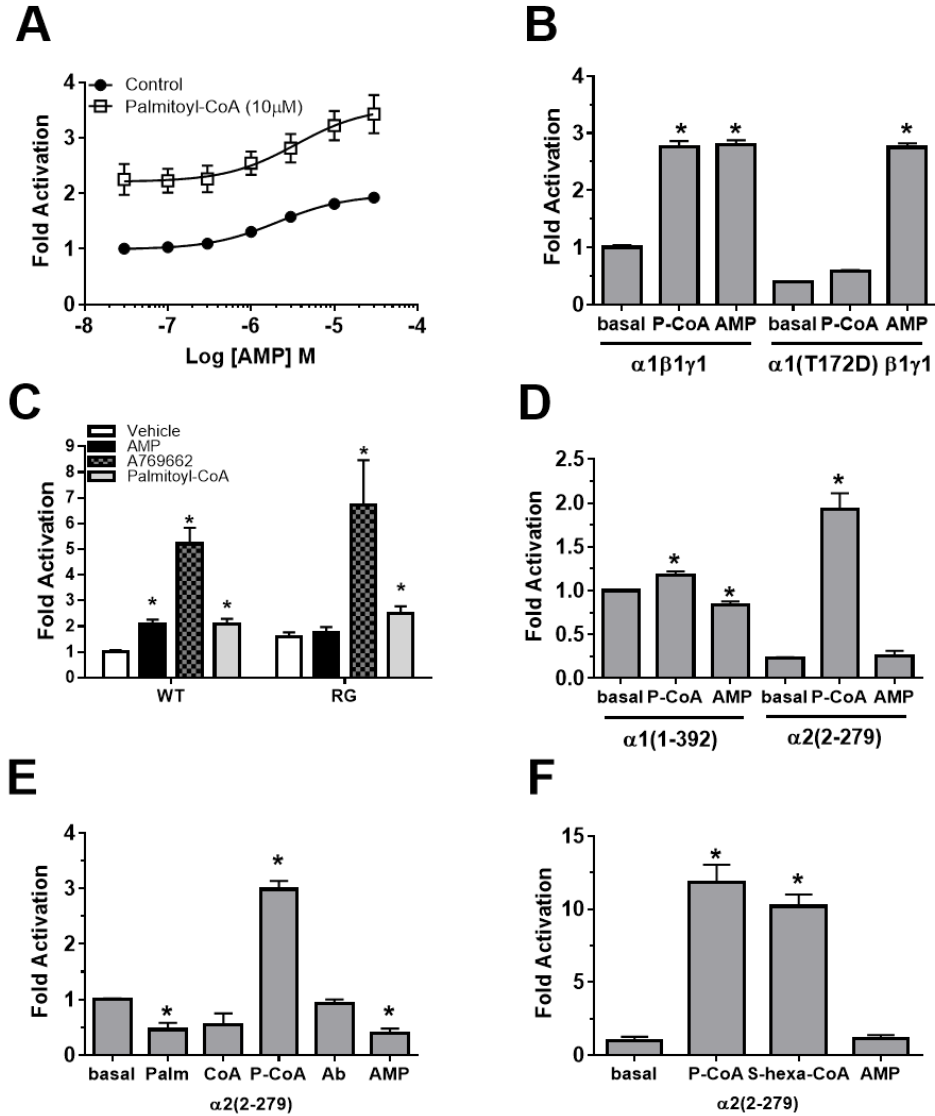 A
Control
Palmitoyl-CoA (10μM)
Fold Activation
4
3
2
1
0
-8 -7 -6 -5 -4
Log [AMP] M
B
Fold Activation
4
3
2
1
0
* * *
basal P-CoA AMP basal P-CoA AMP
α1β1γ1 α1(T172D) β1γ1
C
Vehicle
AMP
A769662
Palmitoyl-CoA
Fold Activation
9
8
7
6
5
4
3
2
1
0
* * * * *
WT RG
D
Fold Activation
2.5
2.0
1.5
1.0
0.5
0.0
* * *
basal P-CoA AMP basal P-CoA AMP
α1(1-392) α2(2-279)
E
Fold Activation
4
3
2
1
0
* * *
basal Palm CoA P-CoA Ab AMP
α2(2-279)
F
Fold Activation
15
10
5
0
* *
basal P-CoA S-hexa-CoA AMP
α2(2-279)